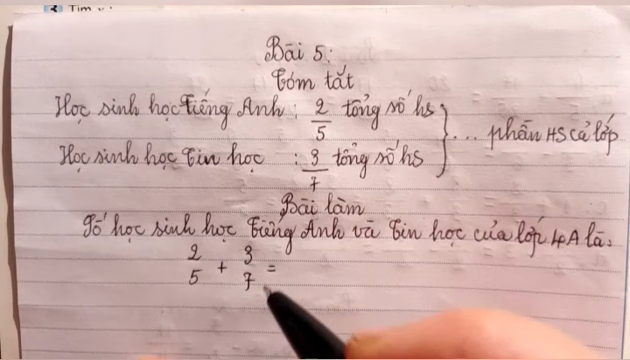 Tìm
Bài 5:
Tóm tắt
Học sinh học Tiếng Anh : 2/5 tổng số hs
Học sinh học Tin học : 3/7 tổng số hs
} ... phần HS cả lớp
Bài làm
Số học sinh học Tiếng Anh và Tin học của lớp 4A là:
2/5 + 3/7 =